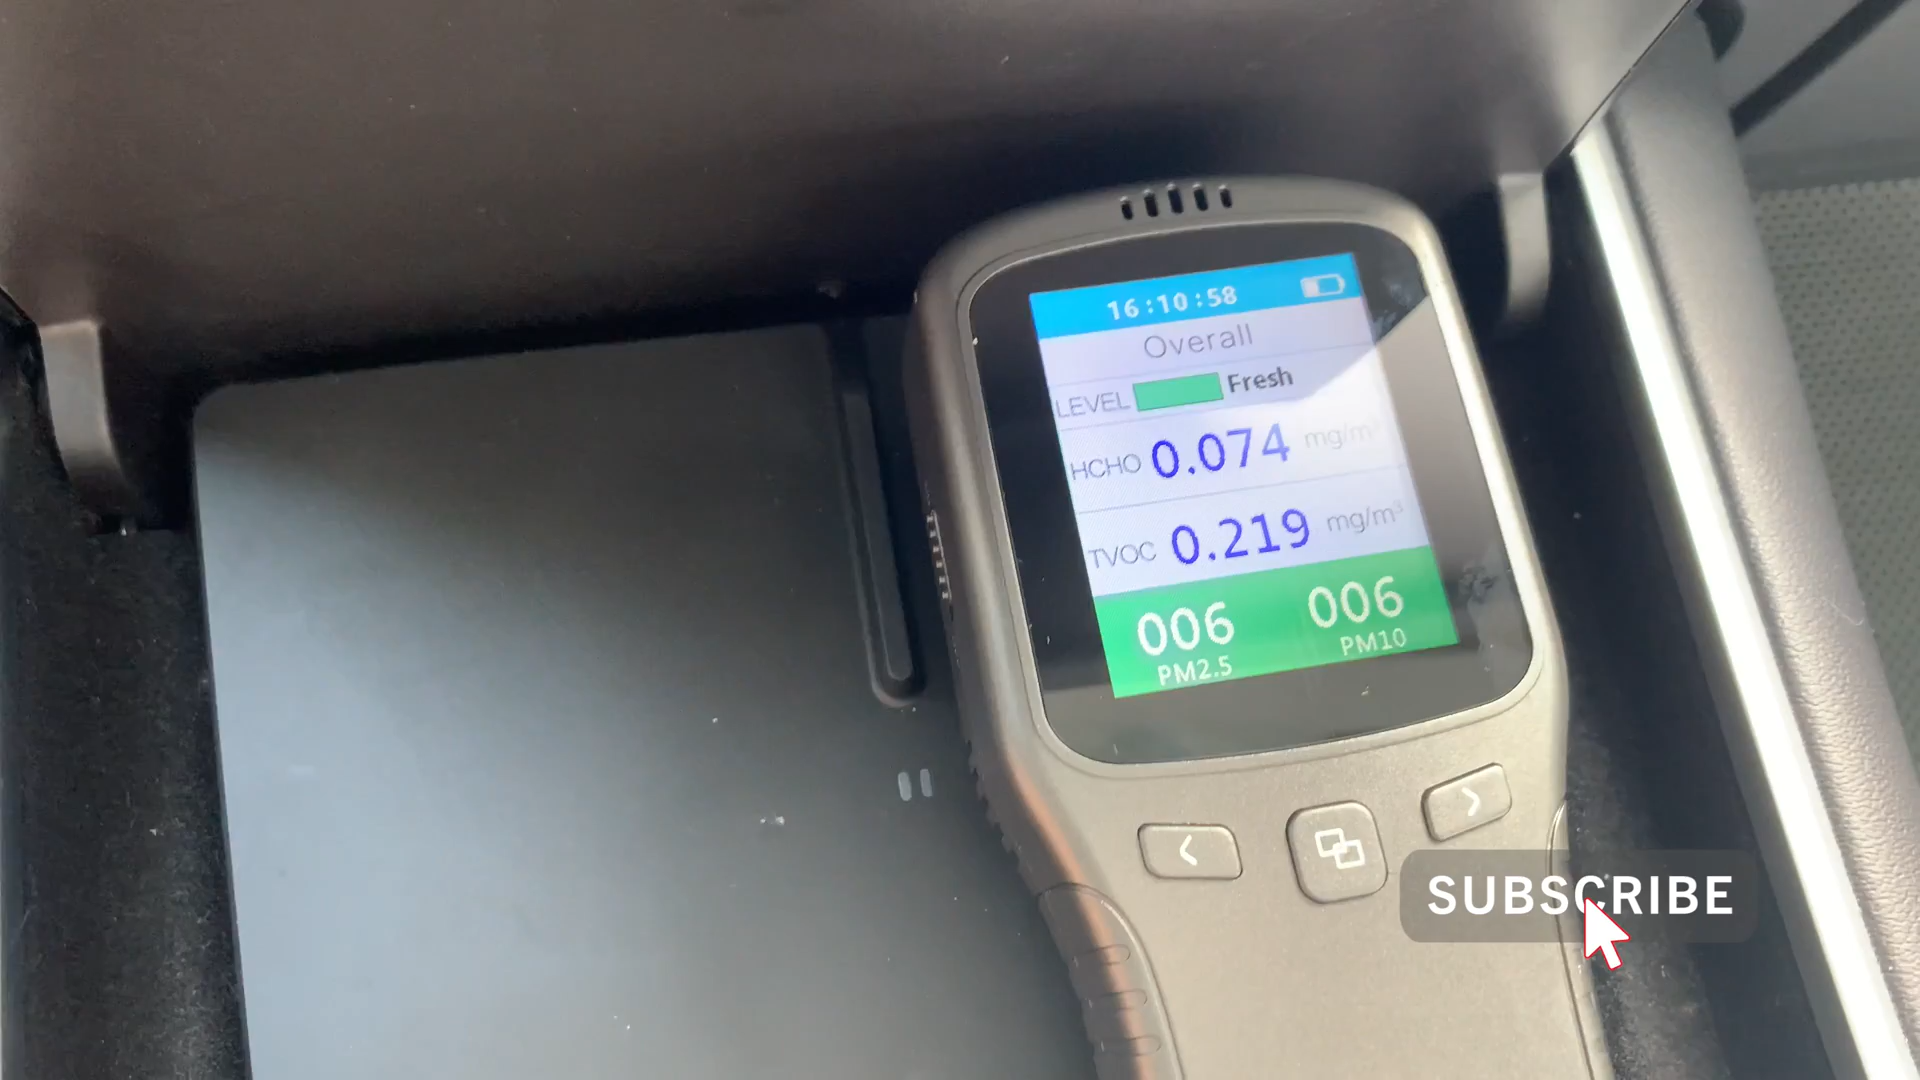 16:10:58
Overall
LEVEL Fresh
HCHO 0.074 mg/m³
TVOC 0.219 mg/m³
006 006
PM2.5 PM10
SUBSCRIBE